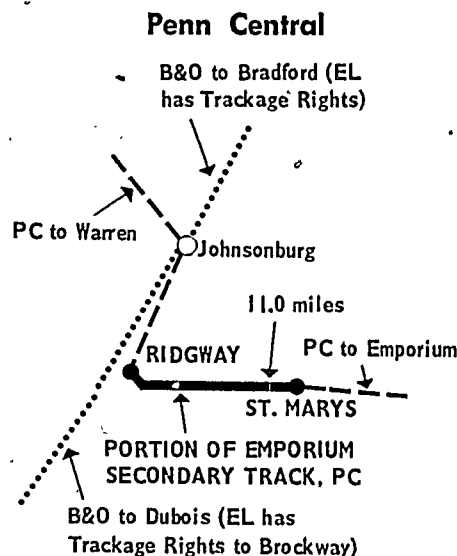 Penn Central
B&O to Bradford (EL
has Trackage Rights)
PC to Warren
Johnsonburg
11.0 miles
RIDGWAY
PC to Emporium
ST. MARYS
PORTION OF EMPORIUM
SECONDARY TRACK, PC
B&O to Dubois (EL has
Trackage Rights to Brockway)